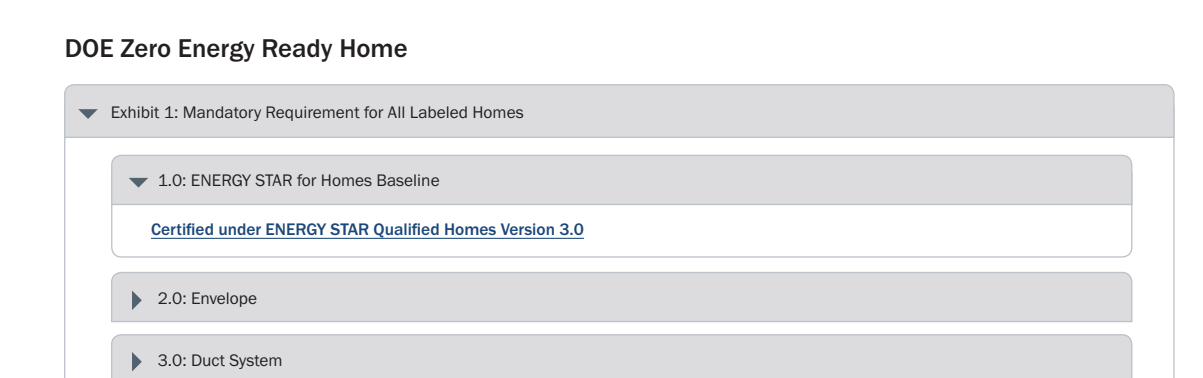 DOE Zero Energy Ready Home
Exhibit 1: Mandatory Requirement for All Labeled Homes
1.0: ENERGY STAR for Homes Baseline
Certified under ENERGY STAR Qualified Homes Version 3.0
2.0: Envelope
3.0: Duct System